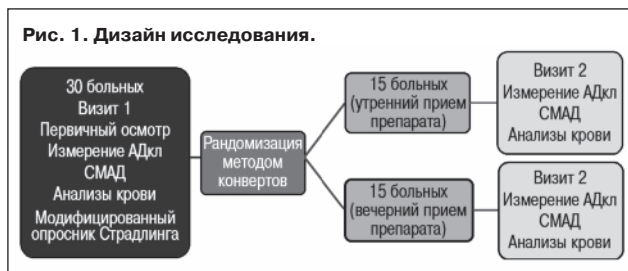 Рис. 1. Дизайн исследования.
30 больных
Визит 1
Первичный осмотр
Измерение АДкл
СМАД
Анализы крови
Модифицированный
опросник Страдлинга
Рандомизация
методом
конвертов
15 больных
(утренний прием
препарата)
15 больных
(вечерний прием
препарата)
Визит 2
Измерение АДкл
СМАД
Анализы крови
Визит 2
Измерение АДкл
СМАД
Анализы крови